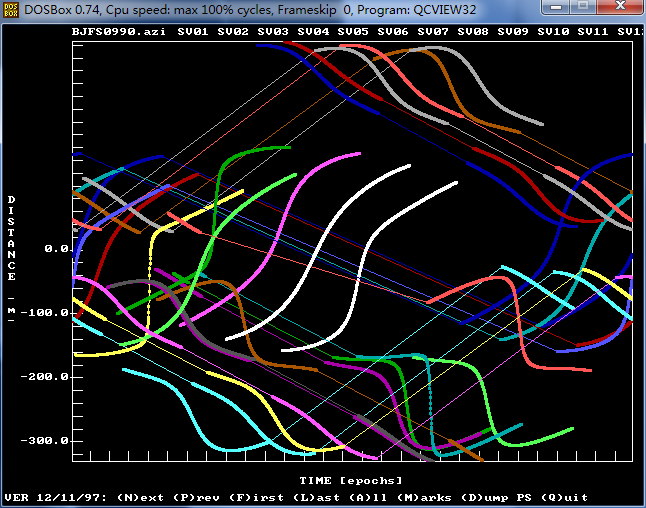 DOSBox 0.74, Cpu speed: max 100% cycles, Frameskip 0, Program: QCVIEW32
BJFS0990.azi SV01 SV02 SV03 SV04 SV05 SV06 SV07 SV08 SV09 SV10 SV11 SV1
DISTANCE - M
0.0
-100.0
-200.0
-300.0
TIME [epochs]
VER 12/11/97: (N)ext (P)rev (F)irst (L)ast (A)ll (M)arks (D)ump PS (Q)uit